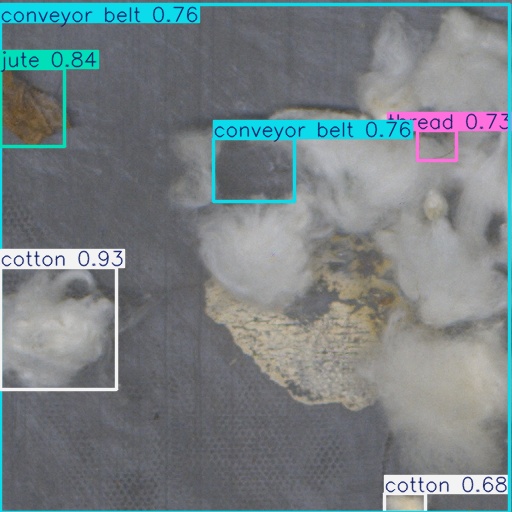 conveyor belt 0.76
jute 0.84
thread 0.73
conveyor belt 0.76
cotton 0.93
cotton 0.68